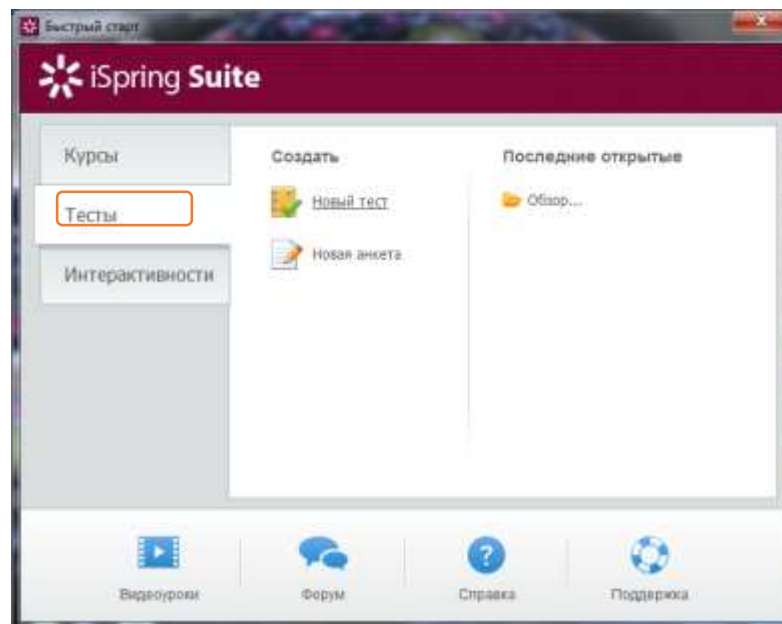 Быстрый старт
iSpring Suite
Курсы
Тесты
Интерактивности
Создать
Новый тест
Новая анкета
Последние открытые
Обзор...
Видеоуроки
Форум
Справка
Поддержка